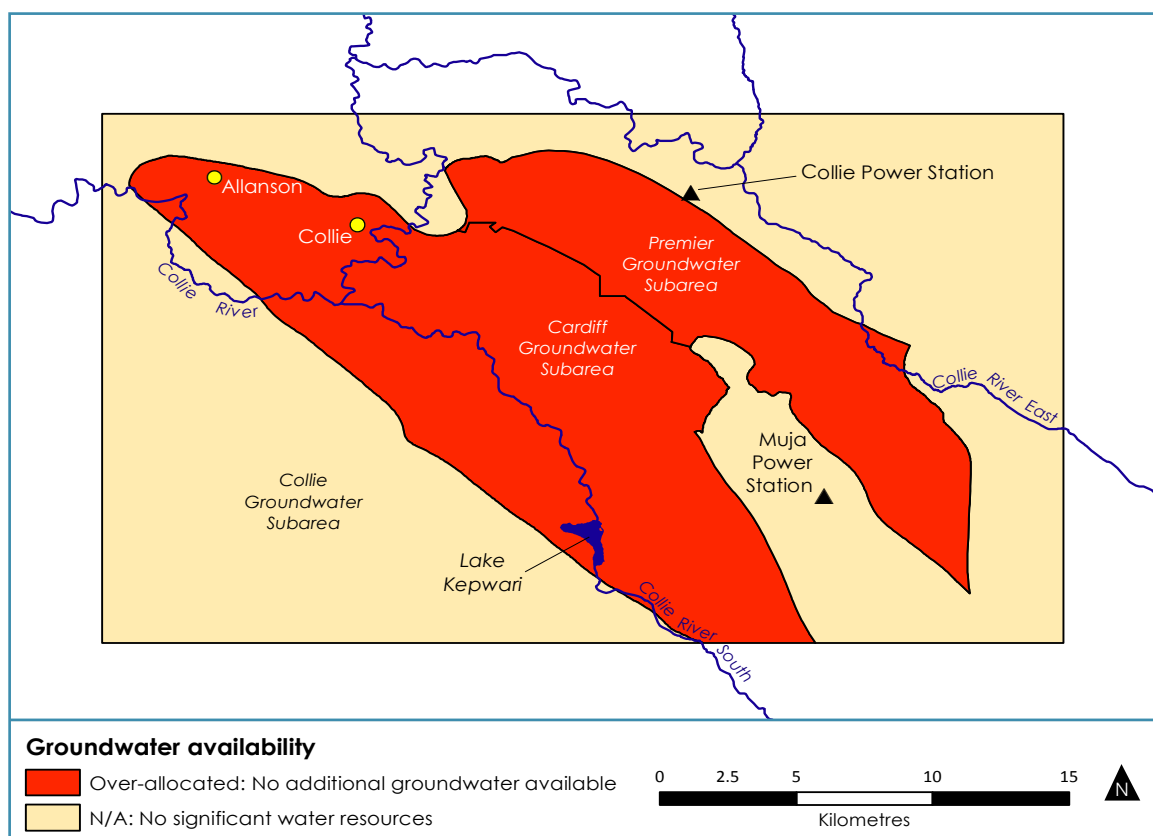 Collie Power Station
Allanson
Collie
Premier
Groundwater
Subarea
Collie River
Cardiff
Groundwater
Subarea
Collie River East
Muja
Power
Station
Collie
Groundwater
Subarea
Lake
Kepwari
Collie River South
Groundwater availability
Over-allocated: No additional groundwater available
N/A: No significant water resources
0 2.5 5 10 15
Kilometres
N